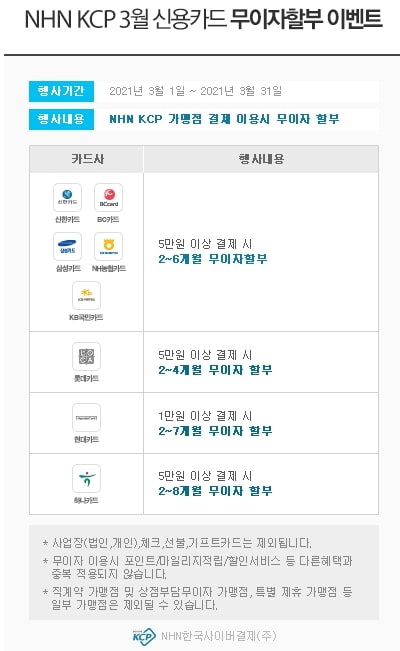 NHN KCP 3월 신용카드 무이자할부 이벤트
행사기간 2021년 3월 1일 ~ 2021년 3월 31일
행사내용 NHN KCP 가맹점 결제 이용시 무이자 할부
카드사 행사내용
신한카드 BCcard
신한카드 BC카드
삼성카드
삼성카드 NH농협카드
KB국민카드
5만원 이상 결제 시
2~6개월 무이자할부
롯데카드
5만원 이상 결제 시
2~4개월 무이자 할부
현대카드
1만원 이상 결제 시
2~7개월 무이자 할부
하나카드
5만원 이상 결제 시
2~8개월 무이자 할부
* 사업장(법인,개인),체크,선불,기프트카드는 제외됩니다.
* 무이자 이용시 포인트/마일리지적립/할인서비스 등 다른혜택과
중복 적용되지 않습니다.
* 직계약 가맹점 및 상점부담무이자 가맹점, 특별 제휴 가맹점 등
일부 가맹점은 제외될 수 있습니다.
KCP NHN한국사이버결제(주)